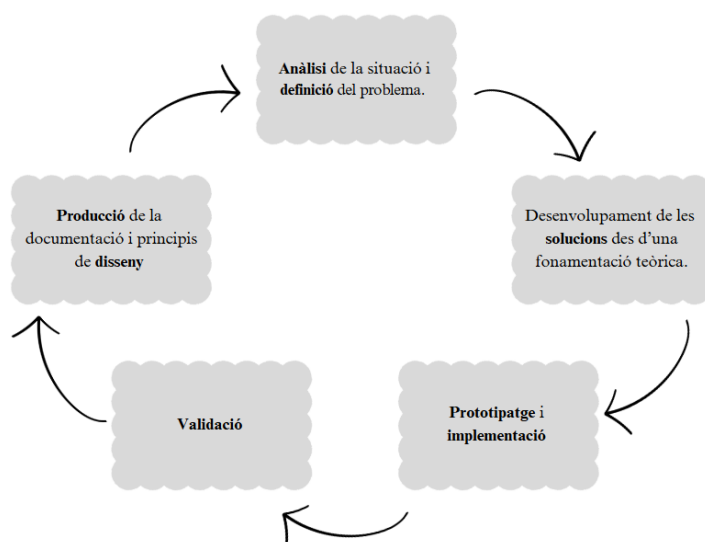 Anàlisi de la situació i
definició del problema.
Desenvolupament de les
solucions des d’una
fonamentació teòrica.
Prototipatge i
implementació
Validació
Producció de la
documentació i principis
de disseny